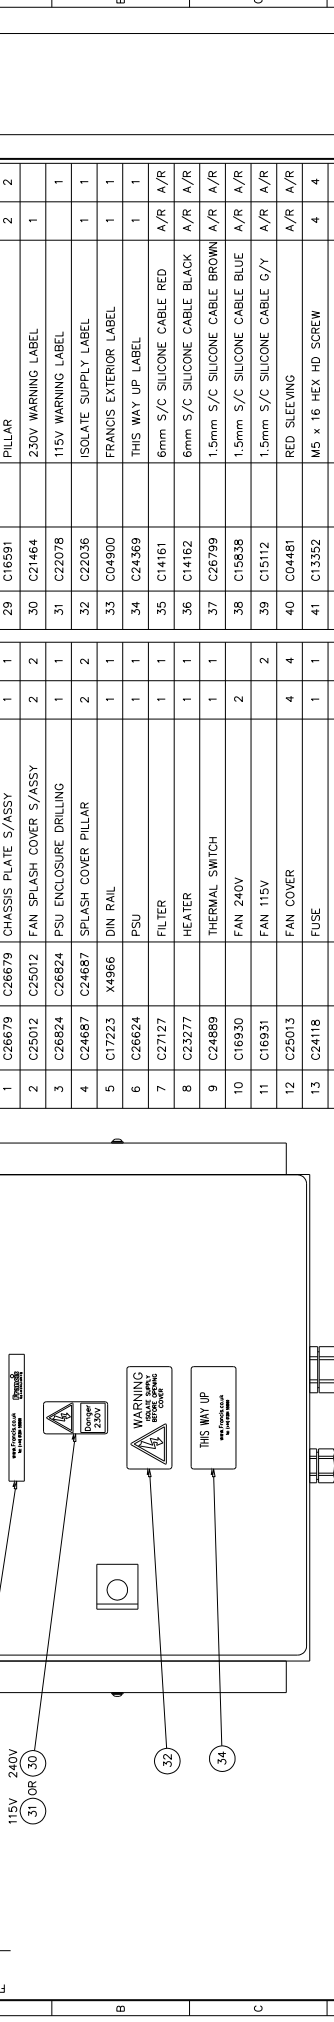 B
C
29 C16591 PILLAR 2 2
30 C21464 230V WARNING LABEL 1
31 C22078 115V WARNING LABEL 1
32 C22036 ISOLATE SUPPLY LABEL 1 1
33 C04900 FRANCIS EXTERIOR LABEL 1 1
34 C24369 THIS WAY UP LABEL 1 1
35 C14161 6mm S/C SILICONE CABLE RED A/R A/R
36 C14162 6mm S/C SILICONE CABLE BLACK A/R A/R
37 C26799 1.5mm S/C SILICONE CABLE BROWN A/R A/R
38 C15838 1.5mm S/C SILICONE CABLE BLUE A/R A/R
39 C15112 1.5mm S/C SILICONE CABLE G/Y A/R A/R
40 C04481 RED SLEEVING A/R A/R
41 C13352 M5 x 16 HEX HD SCREW 4 4
1 C26679 C26679 CHASSIS PLATE S/ASSY 1 1
2 C25012 C25012 FAN SPLASH COVER S/ASSY 2 2
3 C26824 C26824 PSU ENCLOSURE DRILLING 1 1
4 C24687 C24687 SPLASH COVER PILLAR 2 2
5 C17223 X4966 DIN RAIL 1 1
6 C26624 PSU 1 1
7 C27127 FILTER 1 1
8 C23277 HEATER 1 1
9 C24889 THERMAL SWITCH 1 1
10 C16930 FAN 240V 2
11 C16931 FAN 115V 2
12 C25013 FAN COVER 4 4
13 C24118 FUSE 1 1
www.Francis.co.uk
Francis
Danger
230V
WARNING
ISOLATE SUPPLY
BEFORE OPENING
COVER
THIS WAY UP
www.Francis.co.uk
115V 240V
31 OR 30
32
34
B
C